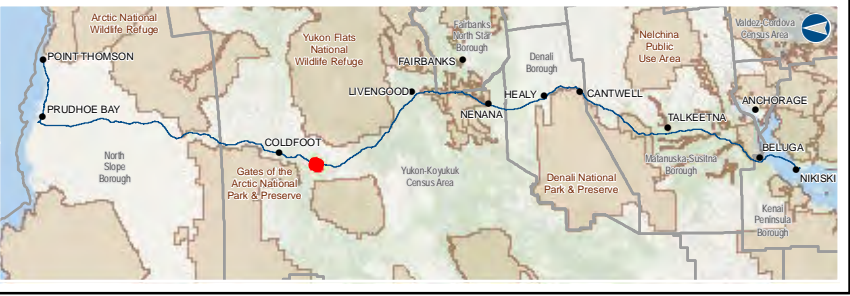 Arctic National
Wildlife Refuge
POINT THOMSON
PRUDHOE BAY
North
Slope
Borough
COLDFOOT
Gates of the
Arctic National
Park & Preserve
Yukon Flats
National
Wildlife Refuge
LIVENGOOD
Fairbanks
North Star
Borough
FAIRBANKS
NENANA
Yukon-Koyukuk
Census Area
Denali
Borough
HEALY
CANTWELL
Denali National
Park & Preserve
Nelchina
Public
Use Area
TALKEETNA
Matanuska-Susitna
Borough
Valdez-Cordova
Census Area
ANCHORAGE
BELUGA
NIKISKI
Kenai
Peninsula
Borough